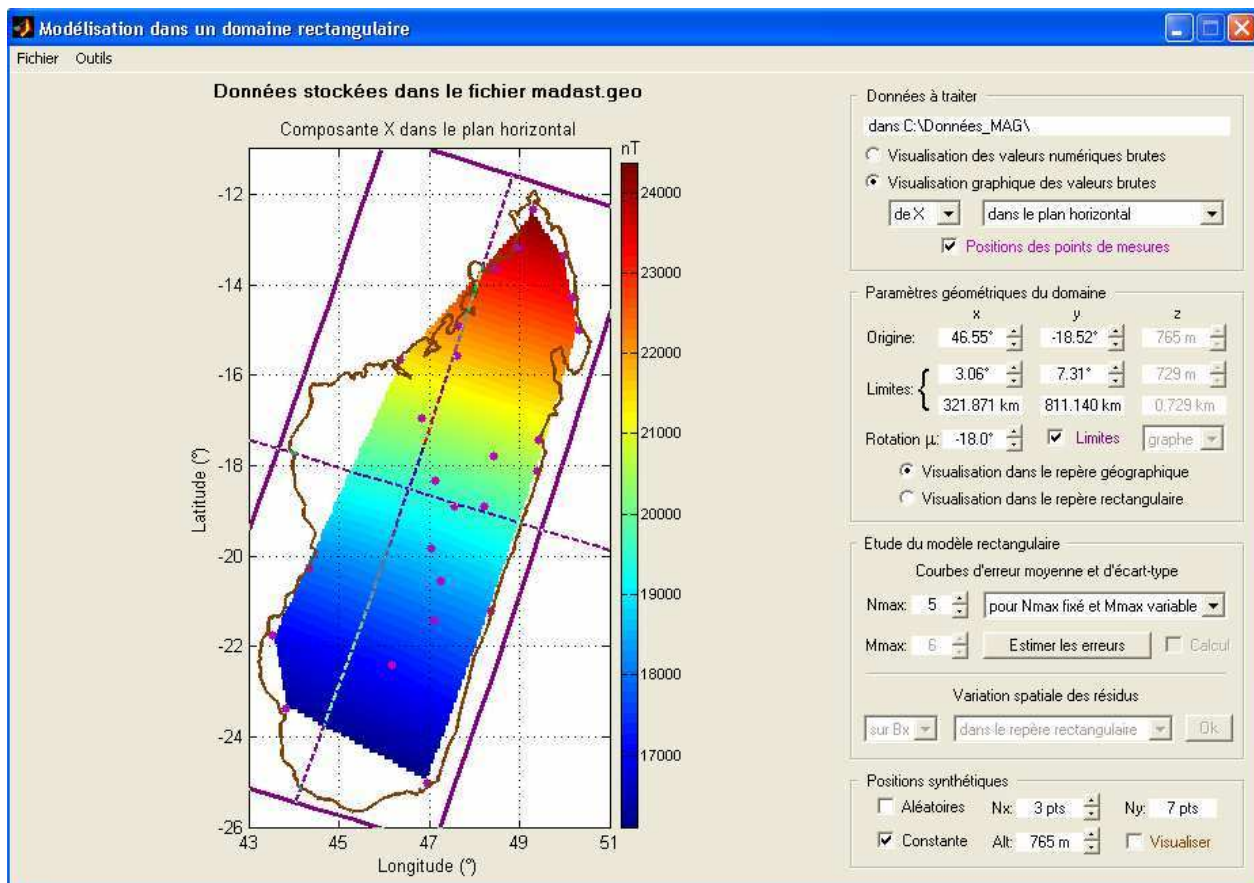 Modélisation dans un domaine rectangulaire
Fichier Outils
Données stockées dans le fichier madast.geo
Composante X dans le plan horizontal
nT
-12
-14
-16
-18
-20
-22
-24
-26
43 45 47 49 51
Latitude (°)
Longitude (°)
24000
23000
22000
21000
20000
19000
18000
17000
Données à traiter
dans C:\Données_MAG\
Visualisation des valeurs numériques brutes
Visualisation graphique des valeurs brutes
de X dans le plan horizontal
Positions des points de mesures
Paramètres géométriques du domaine
x y z
Origine: 46.55° -18.52° 765 m
Limites: { 3.06° 7.31° 729 m
321.871 km 811.140 km 0.729 km
Rotation µ: -18.0° Limites graphe
Visualisation dans le repère géographique
Visualisation dans le repère rectangulaire
Etude du modèle rectangulaire
Courbes d'erreur moyenne et d'écart-type
Nmax: 5 pour Nmax fixé et Mmax variable
Mmax: 6 Estimer les erreurs Calcul
Variation spatiale des résidus
sur Bx dans le repère rectangulaire Ok
Positions synthétiques
Aléatoires Nx: 3 pts Ny: 7 pts
Constante Alt: 765 m Visualiser